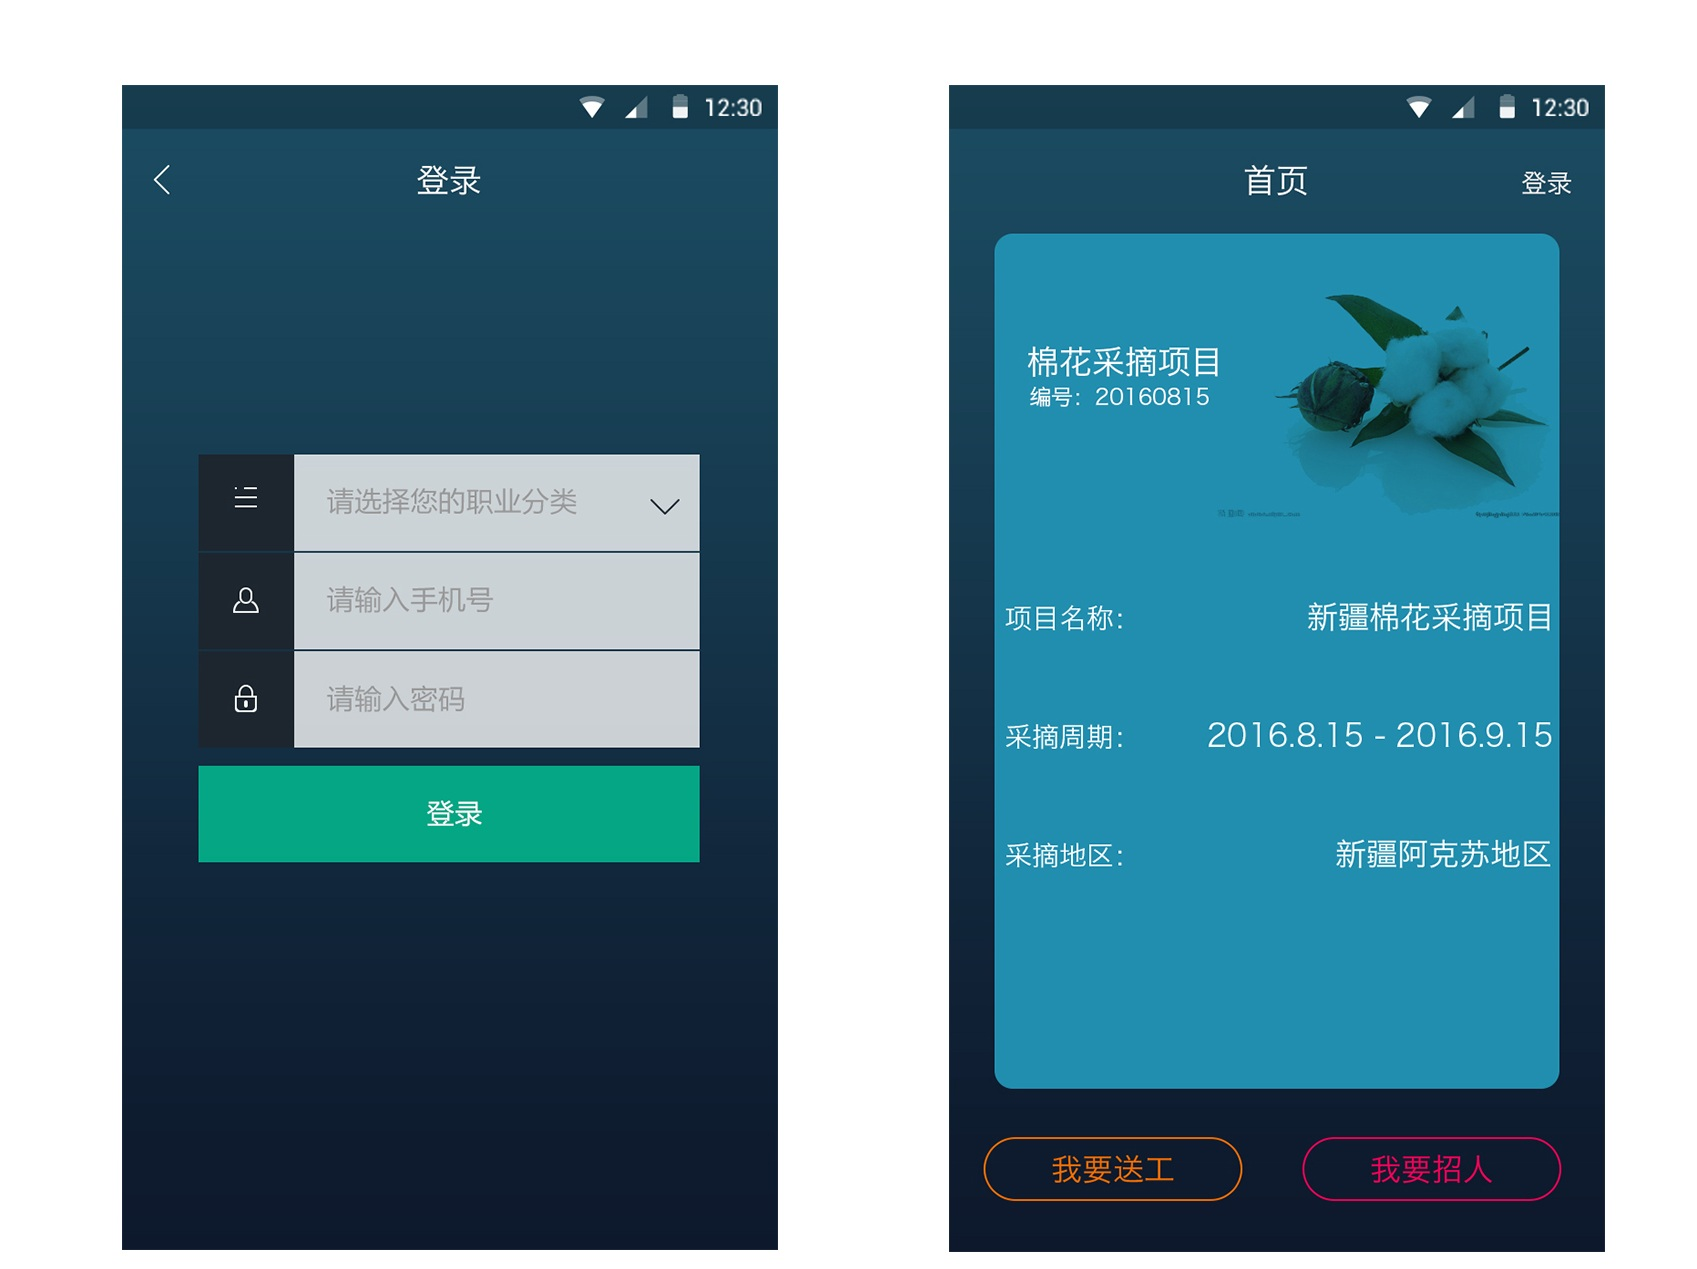 12:30
登录
请选择您的职业分类
请输入手机号
请输入密码
登录
12:30
首页
登录
棉花采摘项目
编号：20160815
项目名称：
新疆棉花采摘项目
采摘周期：
2016.8.15 - 2016.9.15
采摘地区：
新疆阿克苏地区
我要送工
我要招人